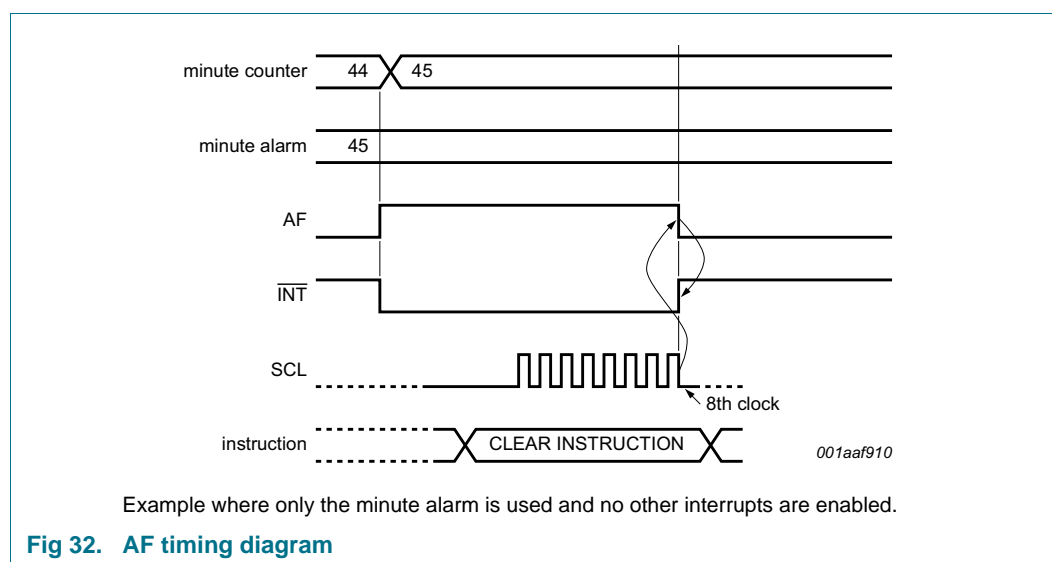 minute counter 44 45
minute alarm 45
AF
INT
SCL
8th clock
instruction CLEAR INSTRUCTION
001aaf910
Example where only the minute alarm is used and no other interrupts are enabled.
Fig 32. AF timing diagram